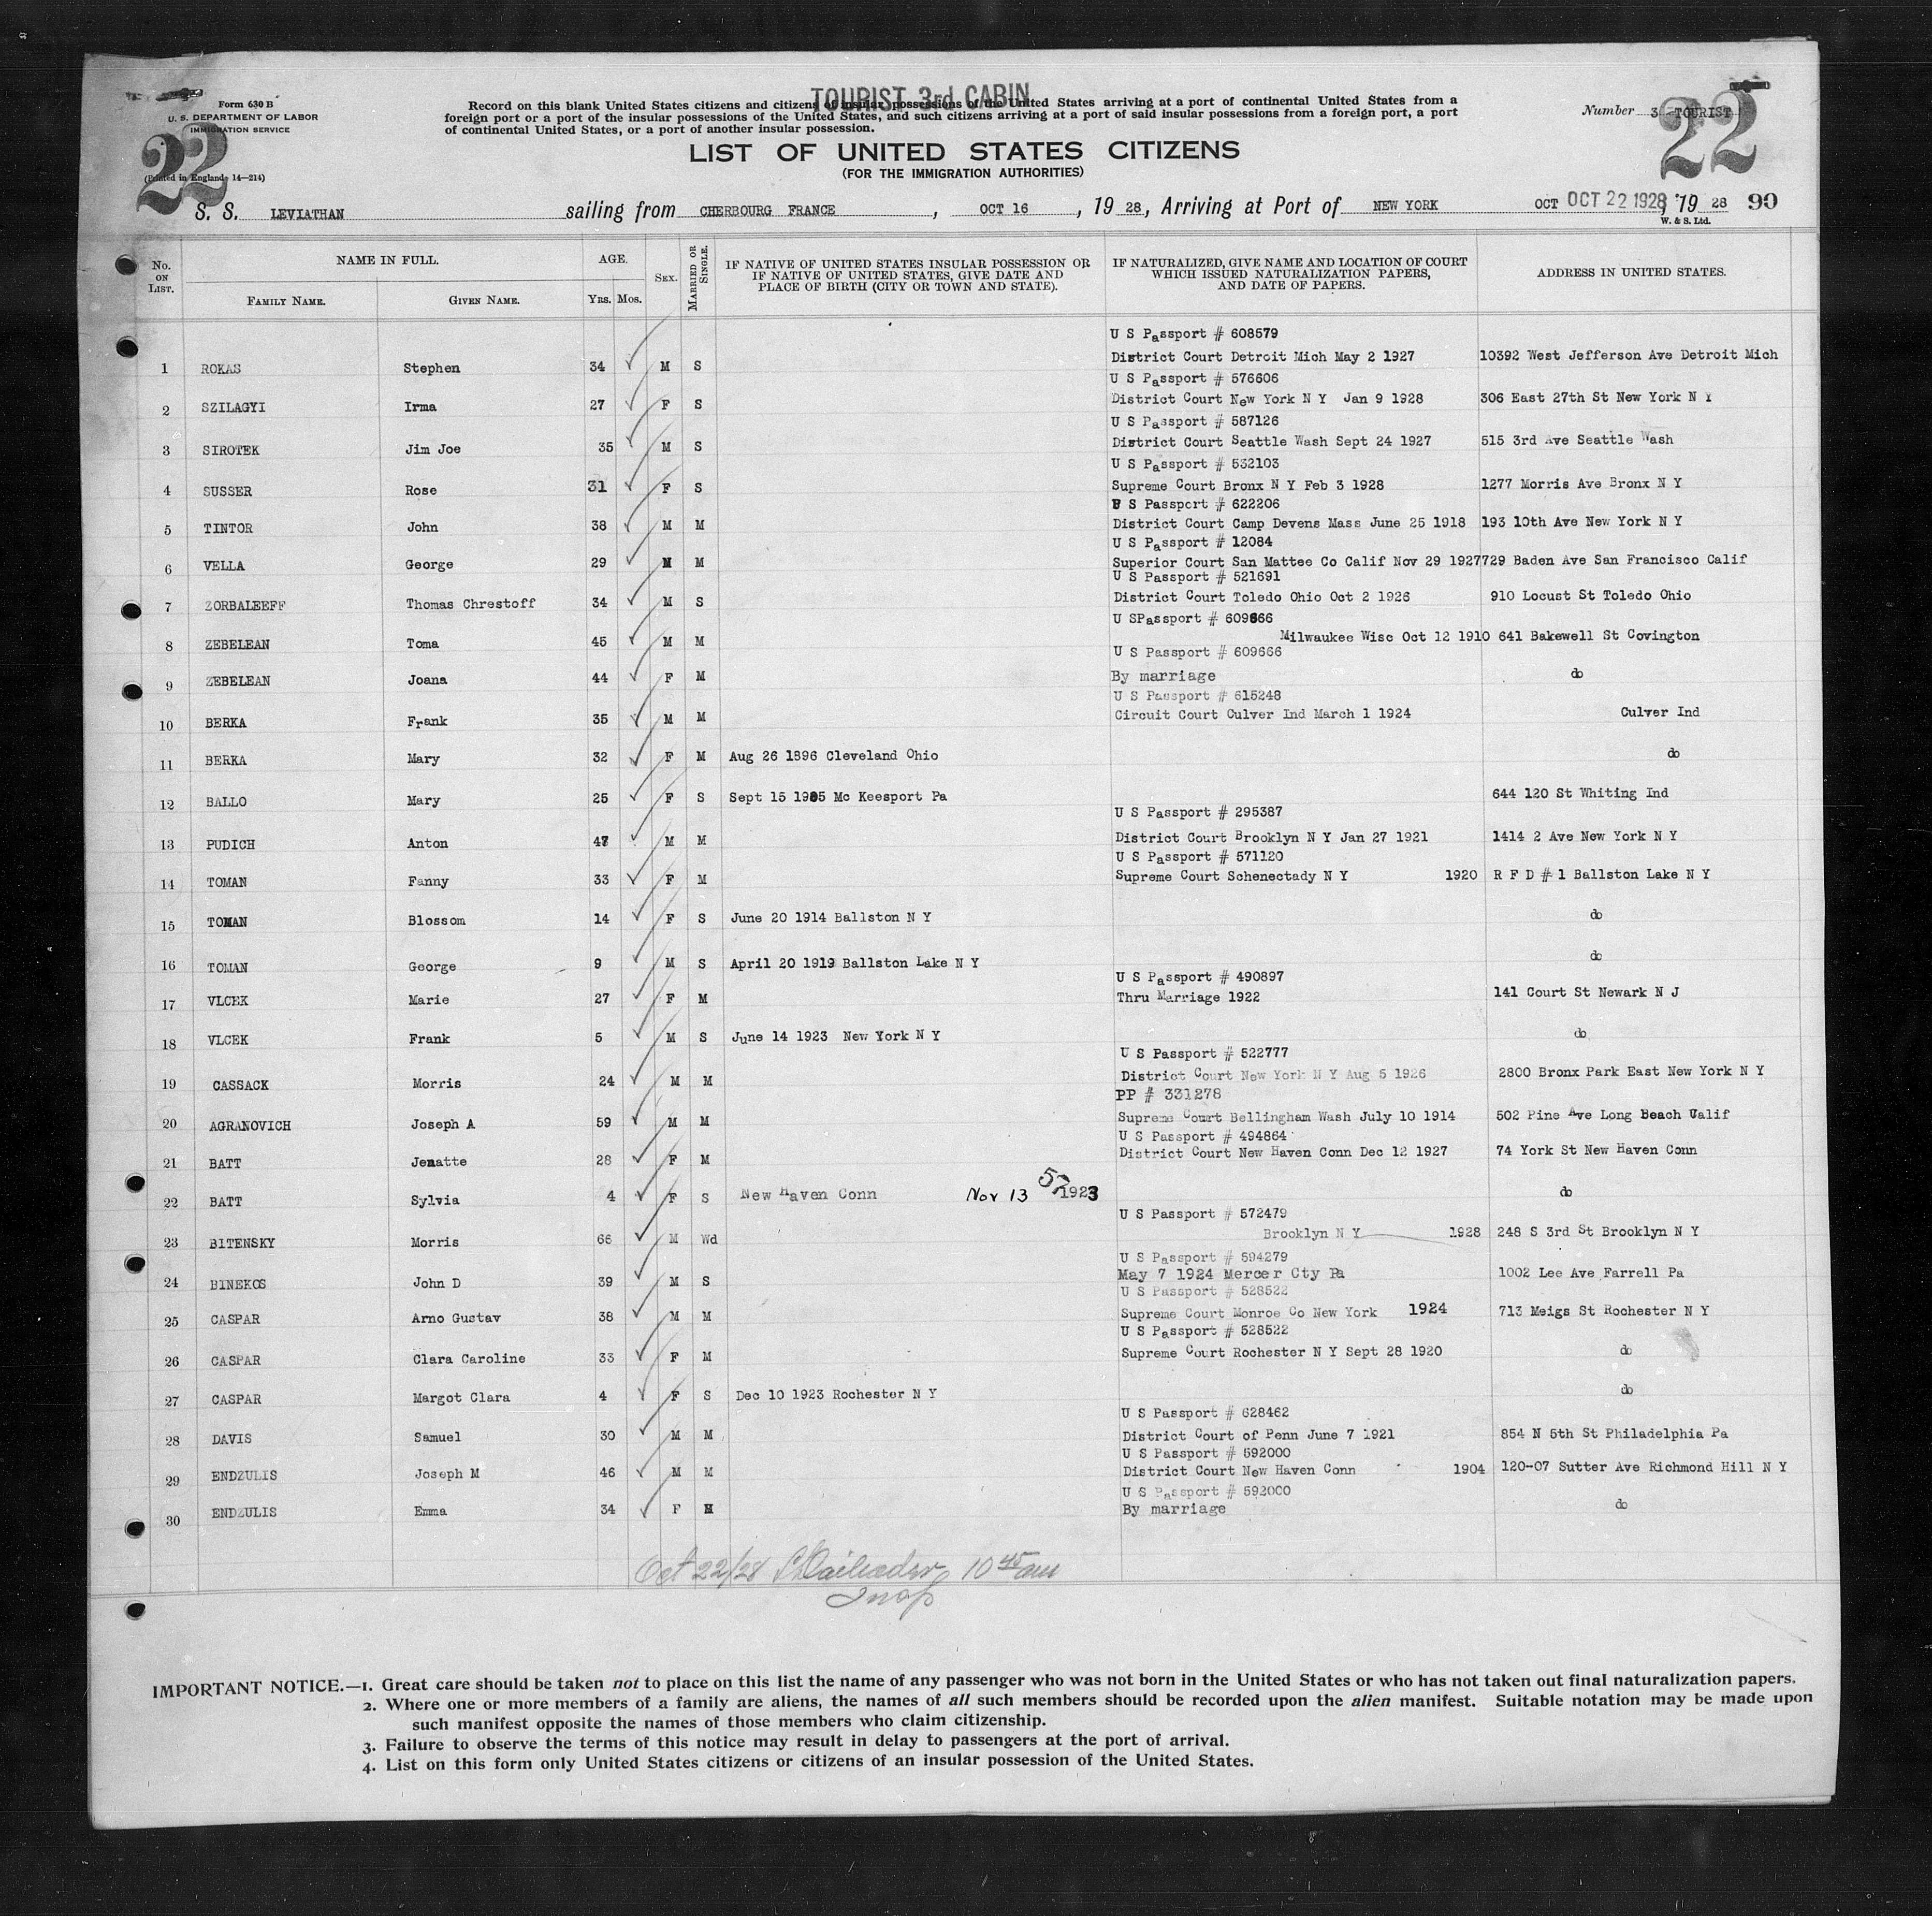 TOURIST 3rd CABIN
Form 630 B
U. S. DEPARTMENT OF LABOR
IMMIGRATION SERVICE
22
(Printed in England 14—214)
Record on this blank United States citizens and citizens of insular possessions of the United States arriving at a port of continental United States from a
foreign port or a port of the insular possessions of the United States, and such citizens arriving at a port of said insular possessions from a foreign port, a port
of continental United States, or a port of another insular possession.
Number 3 TOURIST
22
LIST OF UNITED STATES CITIZENS
(FOR THE IMMIGRATION AUTHORITIES)
S. S. LEVIATHAN sailing from CHERBOURG FRANCE, OCT 16, 19 28, Arriving at Port of NEW YORK OCT OCT 22 1928, 19 28 90
W. & S. Ltd.
No. ON LIST. NAME IN FULL. AGE. SEX. MARRIED OR SINGLE. IF NATIVE OF UNITED STATES INSULAR POSSESSION OR IF NATIVE OF UNITED STATES, GIVE DATE AND PLACE OF BIRTH (CITY OR TOWN AND STATE). IF NATURALIZED, GIVE NAME AND LOCATION OF COURT WHICH ISSUED NATURALIZATION PAPERS, AND DATE OF PAPERS. ADDRESS IN UNITED STATES.
FAMILY NAME. GIVEN NAME. YRS. MOS.
U S Passport # 608579
1 ROKAS Stephen 34 M S District Court Detroit Mich May 2 1927 10392 West Jefferson Ave Detroit Mich
U S Passport # 576606
2 SZILAGYI Irma 27 F S District Court New York N Y Jan 9 1928 306 East 27th St New York N Y
U S Passport # 587126
3 SIROTEK Jim Joe 35 M S District Court Seattle Wash Sept 24 1927 515 3rd Ave Seattle Wash
U S Passport # 532103
4 SUSSER Rose 31 F S Supreme Court Bronx N Y Feb 3 1928 1277 Morris Ave Bronx N Y
U S Passport # 622206
5 TINTOR John 38 M M District Court Camp Devens Mass June 25 1918 193 10th Ave New York N Y
U S Passport # 12084
6 VELLA George 29 M M Superior Court San Mattee Co Calif Nov 29 1927 729 Baden Ave San Francisco Calif
U S Passport # 521691
7 ZORBALEEFF Thomas Chrestoff 34 M S District Court Toledo Ohio Oct 2 1926 910 Locust St Toledo Ohio
U SPassport # 609666
8 ZEBELEAN Toma 45 M M Milwaukee Wisc Oct 12 1910 641 Bakewell St Covington
U S Passport # 609666
9 ZEBELEAN Joana 44 F M By marriage do
U S Passport # 615248
10 BERKA Frank 35 M M Circuit Court Culver Ind March 1 1924 Culver Ind
11 BERKA Mary 32 F M Aug 26 1896 Cleveland Ohio do
12 BALLO Mary 25 F S Sept 15 1905 Mc Keesport Pa 644 120 St Whiting Ind
U S Passport # 295387
13 PUDICH Anton 47 M M District Court Brooklyn N Y Jan 27 1921 1414 2 Ave New York N Y
U S Passport # 571120
14 TOMAN Fanny 33 F M Supreme Court Schenectady N Y 1920 R F D # 1 Ballston Lake N Y
15 TOMAN Blossom 14 F S June 20 1914 Ballston N Y do
16 TOMAN George 9 M S April 20 1919 Ballston Lake N Y do
U S Passport # 490897
17 VLCEK Marie 27 F M Thru Marriage 1922 141 Court St Newark N J
18 VLCEK Frank 5 M S June 14 1923 New York N Y do
U S Passport # 522777
19 CASSACK Morris 24 M M District Court New York N Y Aug 5 1926 2800 Bronx Park East New York N Y
PP # 331278
20 AGRANOVICH Joseph A 59 M M Supreme Court Bellingham Wash July 10 1914 502 Pine Ave Long Beach Calif
U S Passport # 494864
21 BATT Jenatte 28 F M District Court New Haven Conn Dec 12 1927 74 York St New Haven Conn
22 BATT Sylvia 4 F S New Haven Conn Nov 13 1923 do
U S Passport # 572479
23 BITENSKY Morris 66 M Wd Brooklyn N Y 1928 248 S 3rd St Brooklyn N Y
U S Passport # 594279
24 BINEKOS John D 39 M S May 7 1924 Mercer Cty Pa 1002 Lee Ave Farrell Pa
U S Passport # 528522
25 CASPAR Arno Gustav 38 M M Supreme Court Monroe Co New York 1924 713 Meigs St Rochester N Y
U S Passport # 528522
26 CASPAR Clara Caroline 33 F M Supreme Court Rochester N Y Sept 28 1920 do
27 CASPAR Margot Clara 4 F S Dec 10 1923 Rochester N Y do
U S Passport # 628462
28 DAVIS Samuel 30 M M District Court of Penn June 7 1921 854 N 5th St Philadelphia Pa
U S Passport # 592000
29 ENDZULIS Joseph M 46 M M District Court New Haven Conn 1904 120-07 Sutter Ave Richmond Hill N Y
U S Passport # 592000
30 ENDZULIS Emma 34 F M By marriage do
Oct 22/28 10 45 am
Insp
IMPORTANT NOTICE.—1. Great care should be taken not to place on this list the name of any passenger who was not born in the United States or who has not taken out final naturalization papers.
2. Where one or more members of a family are aliens, the names of all such members should be recorded upon the alien manifest. Suitable notation may be made upon
such manifest opposite the names of those members who claim citizenship.
3. Failure to observe the terms of this notice may result in delay to passengers at the port of arrival.
4. List on this form only United States citizens or citizens of an insular possession of the United States.